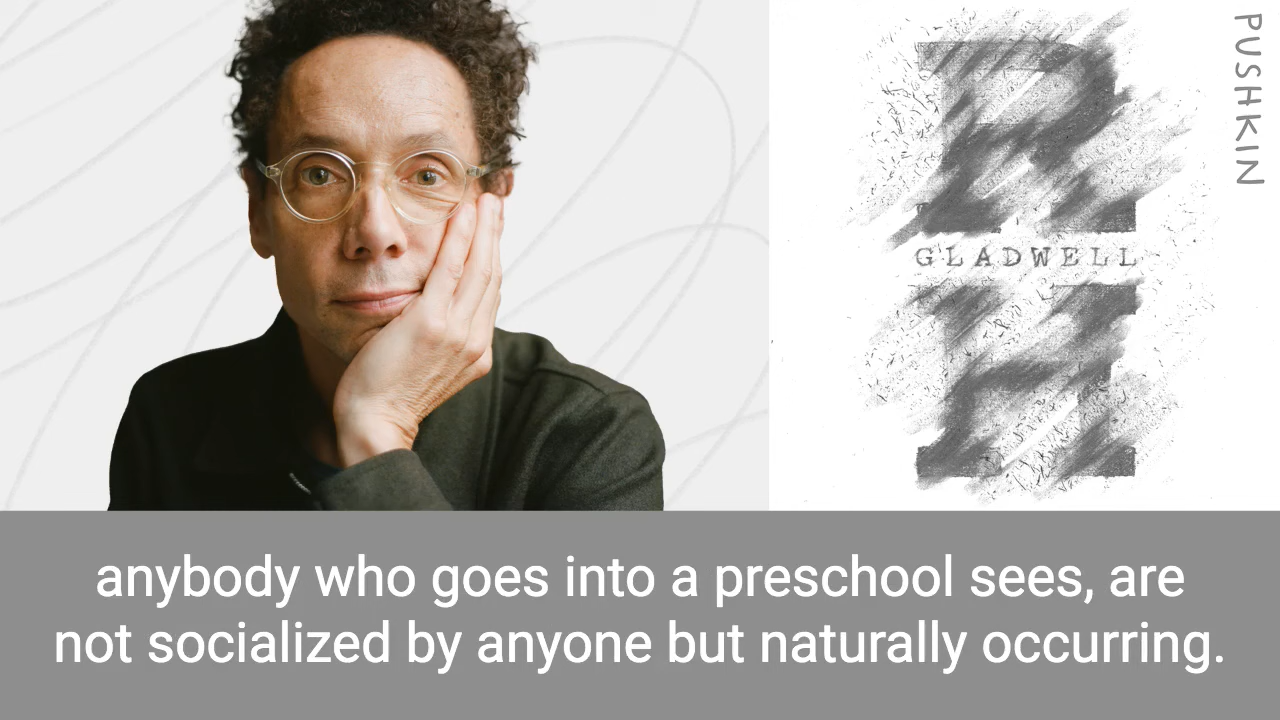 PUSHKIN
R
GLADWELL
H
anybody who goes into a preschool sees, are
not socialized by anyone but naturally occurring.